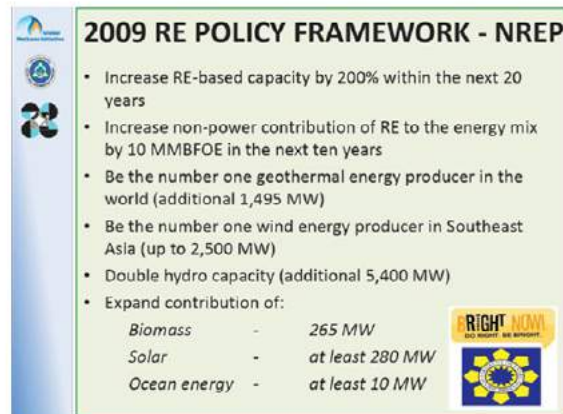 2009 RE POLICY FRAMEWORK - NREP
• Increase RE-based capacity by 200% within the next 20
years
• Increase non-power contribution of RE to the energy mix
by 10 MMBFOE in the next ten years
• Be the number one geothermal energy producer in the
world (additional 1,495 MW)
• Be the number one wind energy producer in Southeast
Asia (up to 2,500 MW)
• Double hydro capacity (additional 5,400 MW)
• Expand contribution of:
Biomass - 265 MW
Solar - at least 280 MW
Ocean energy - at least 10 MW
BRIGHT NOW!
DO RIGHT. BE BRIGHT.